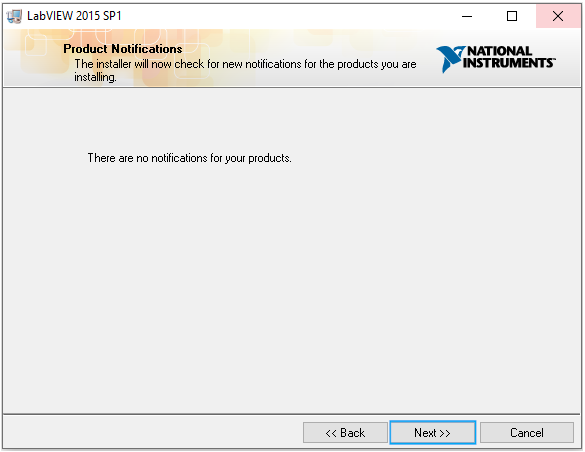 LabVIEW 2015 SP1
Product Notifications
The installer will now check for new notifications for the products you are
installing.
NATIONAL
INSTRUMENTS™
There are no notifications for your products.
<< Back
Next >>
Cancel